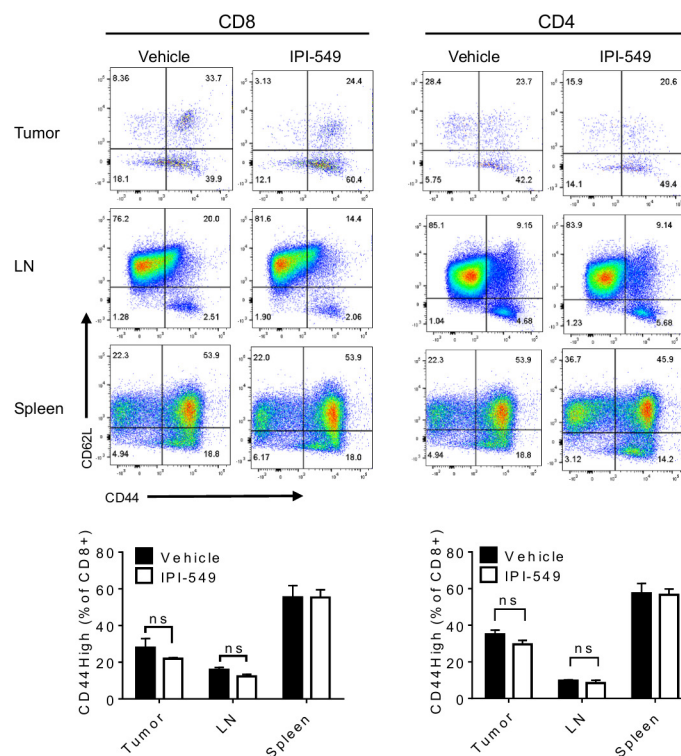 CD8 CD4
Vehicle IPI-549 Vehicle IPI-549
Tumor
8.36 33.7 3.13 24.4 28.4 23.7 15.9 20.6
18.1 39.9 12.1 60.4 5.75 42.2 14.1 49.4
LN
76.2 20.0 81.6 14.4 85.1 9.15 83.9 9.14
1.28 2.51 1.90 2.06 1.04 4.68 1.23 5.68
Spleen
22.3 53.9 22.0 53.9 22.3 53.9 36.7 45.9
4.94 18.8 6.17 18.0 4.94 18.8 3.12 14.2
CD62L
CD44
CD44High (% of CD8+)
80
60
40
20
0
Vehicle
IPI-549
ns
ns
Tumor
LN
Spleen
CD44High (% of CD8+)
80
60
40
20
0
Vehicle
IPI-549
ns
ns
Tumor
LN
Spleen